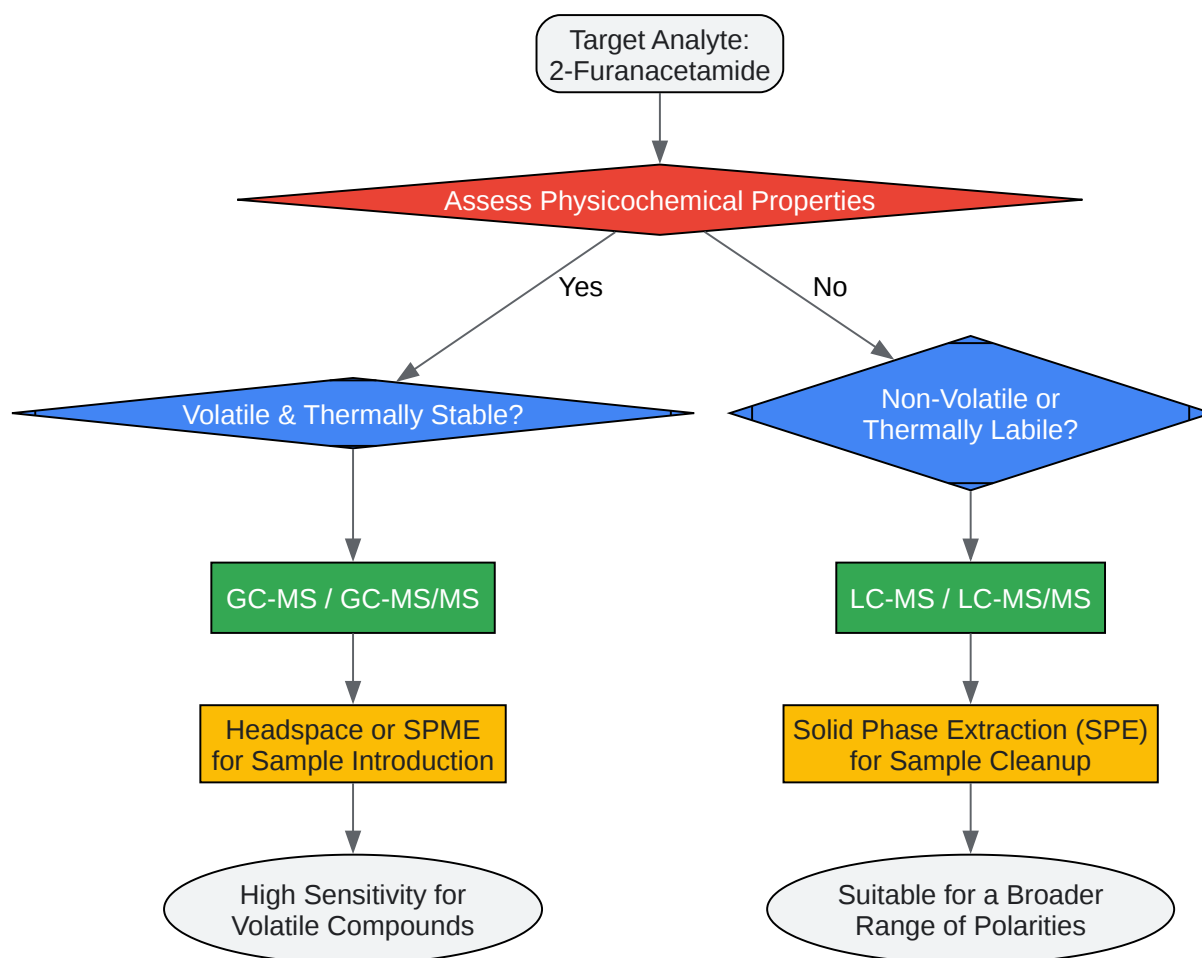 Target Analyte:
2-Furanacetamide
Assess Physicochemical Properties
Yes
No
Volatile & Thermally Stable?
Non-Volatile or
Thermally Labile?
GC-MS / GC-MS/MS
LC-MS / LC-MS/MS
Headspace or SPME
for Sample Introduction
Solid Phase Extraction (SPE)
for Sample Cleanup
High Sensitivity for
Volatile Compounds
Suitable for a Broader
Range of Polarities